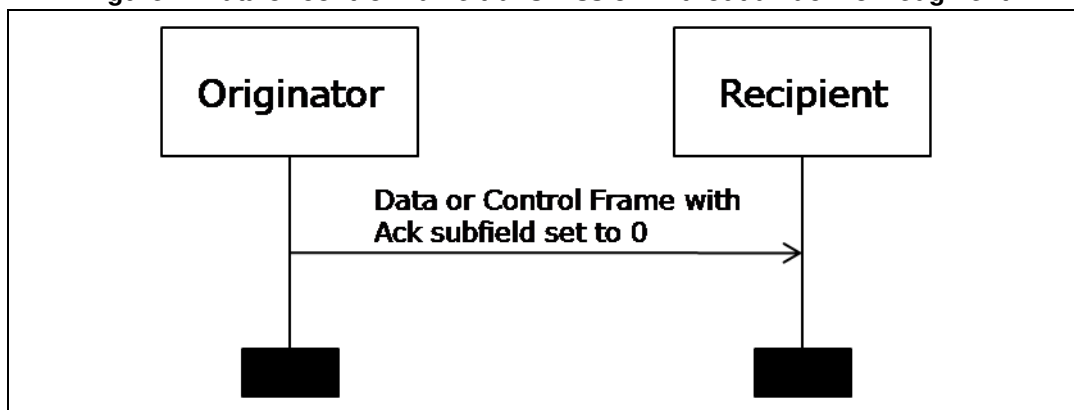 Originator
Recipient
Data or Control Frame with
Ack subfield set to 0